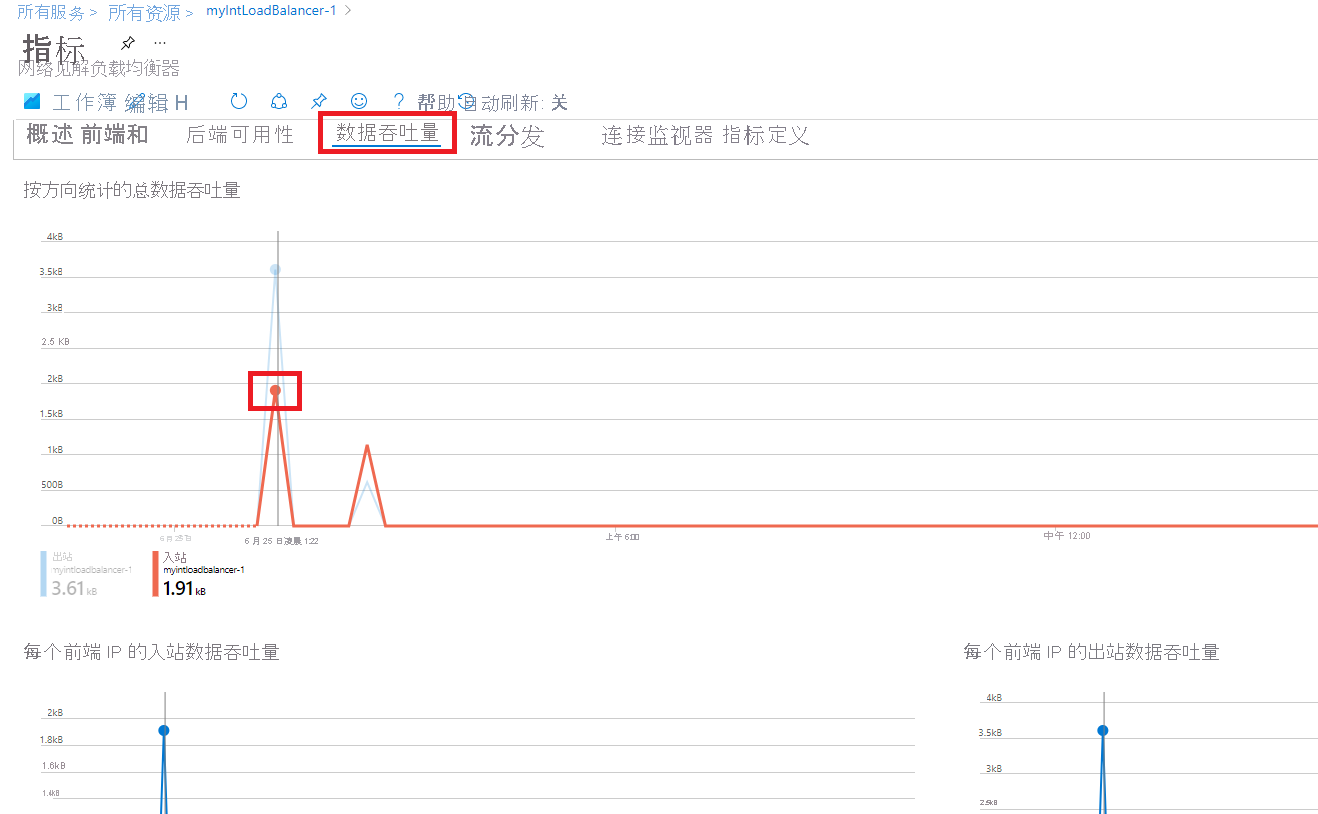 所有服务 > 所有资源 > myIntLoadBalancer-1 >
指标 ...
网络见解负载均衡器
工作簿 编辑 H ? 帮助 自动刷新: 关
概述 前端和 后端可用性 数据吞吐量 流分发 连接监视器 指标定义
按方向统计的总数据吞吐量
4kB
3.5kB
3kB
2.5 KB
2kB
1.5kB
1kB
500B
0B
6 月 25 日凌晨 1:22 上午 6:00 中午 12:00
出站 入站
myintloadbalancer-1 myintloadbalancer-1
3.61 kB 1.91 kB
每个前端 IP 的入站数据吞吐量 每个前端 IP 的出站数据吞吐量
2kB 4kB
1.8kB 3.5kB
1.6kB 3kB
1.4kB 2.5kB